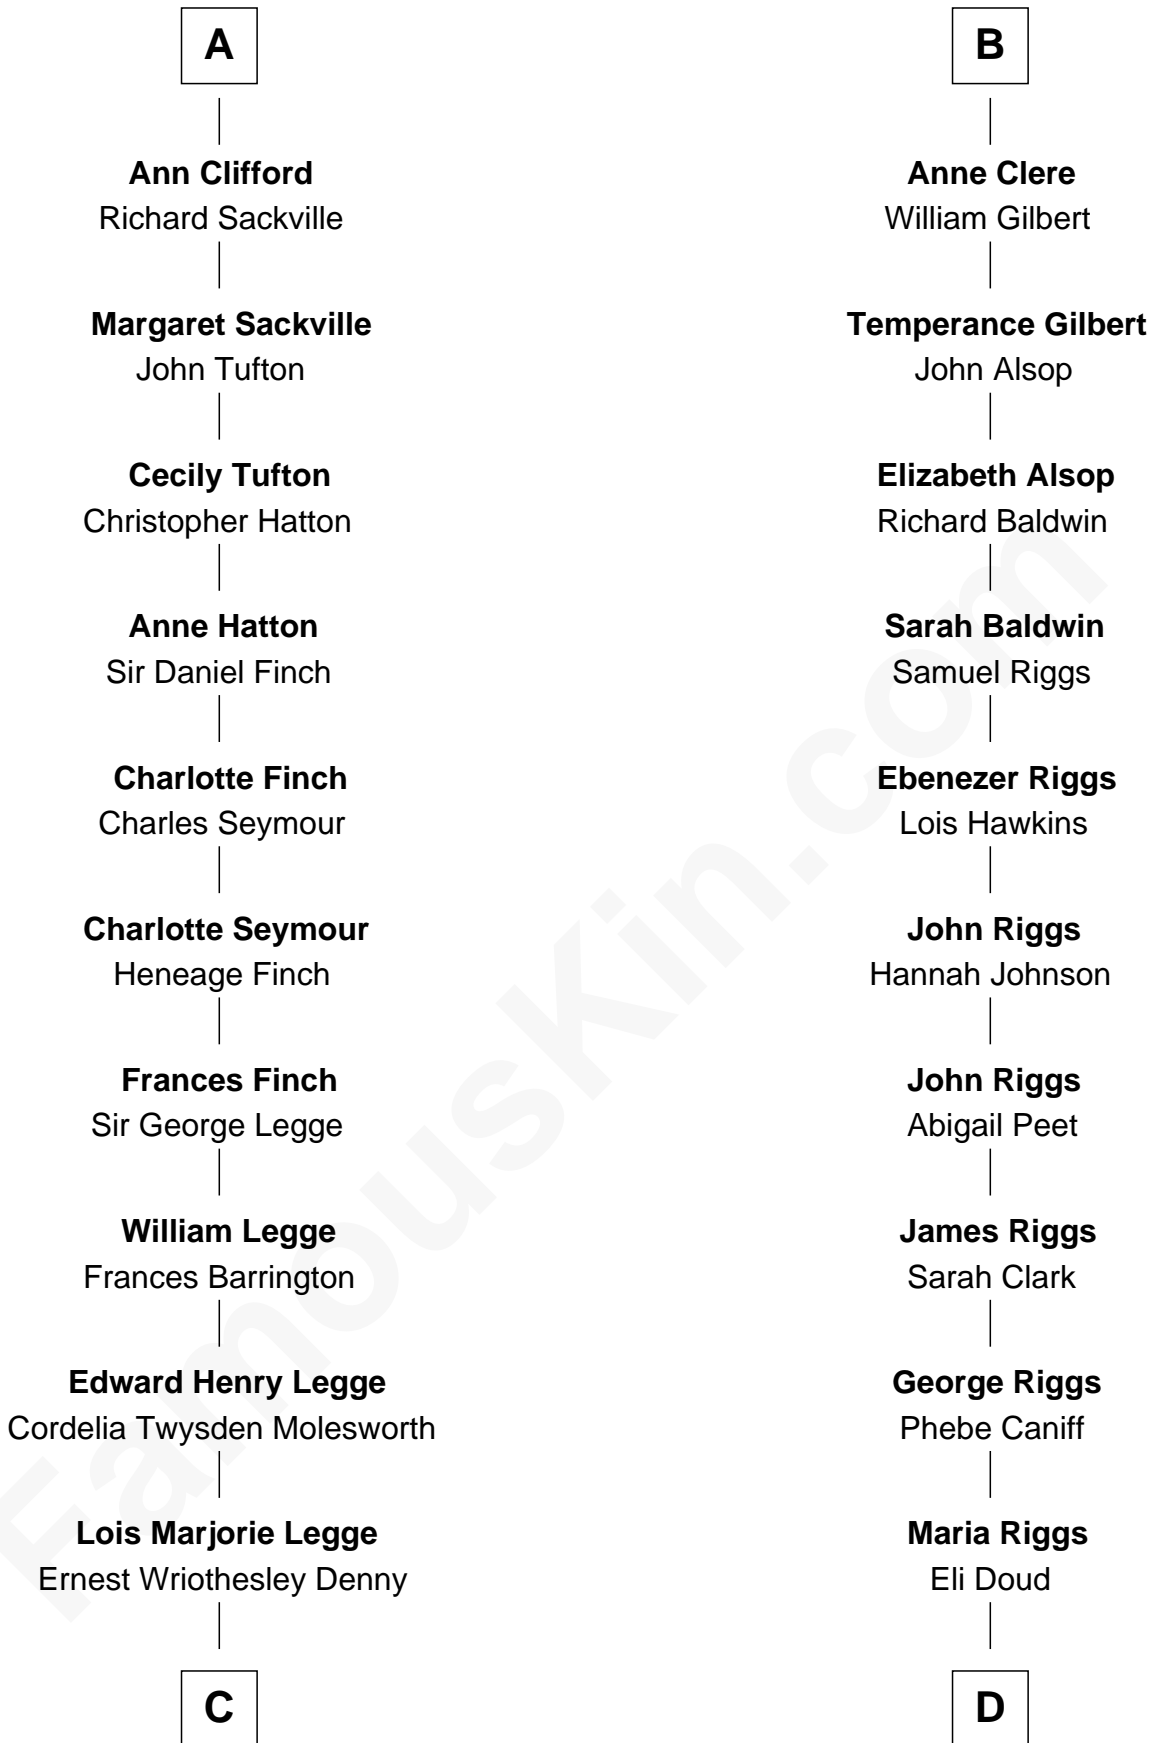 A
Ann Clifford
Richard Sackville
Margaret Sackville
John Tufton
Cecily Tufton
Christopher Hatton
Anne Hatton
Sir Daniel Finch
Charlotte Finch
Charles Seymour
Charlotte Seymour
Heneage Finch
Frances Finch
Sir George Legge
William Legge
Frances Barrington
Edward Henry Legge
Cordelia Twysden Molesworth
Lois Marjorie Legge
Ernest Wriothesley Denny
C
B
Anne Clere
William Gilbert
Temperance Gilbert
John Alsop
Elizabeth Alsop
Richard Baldwin
Sarah Baldwin
Samuel Riggs
Ebenezer Riggs
Lois Hawkins
John Riggs
Hannah Johnson
John Riggs
Abigail Peet
James Riggs
Sarah Clark
George Riggs
Phebe Caniff
Maria Riggs
Eli Doud
D
FamousKin.com